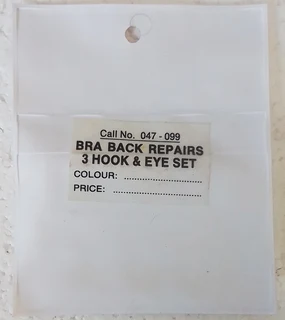 Call No. 047 - 099
BRA BACK REPAIRS
3 HOOK & EYE SET
COLOUR: ................................
PRICE: ....................................